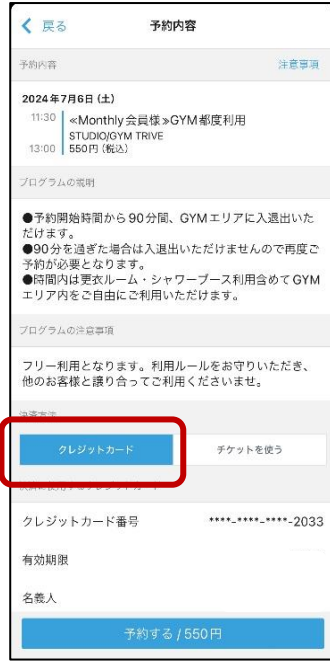 戻る 予約内容
予約内容 注意事項
2024年7月6日(土)
11:30 ≪Monthly会員様≫GYM都度利用
STUDIO/GYM TRIVE
13:00 550円(税込)
プログラムの説明
●予約開始時間から90分間、GYMエリアに入退出いた
だけます。
●90分を過ぎた場合は入退出いただけませんので再度ご
予約が必要となります。
●時間内は更衣ルーム・シャワーブース利用含めてGYM
エリア内をご自由にご利用いただけます。
プログラムの注意事項
フリー利用となります。利用ルールをお守りいただき、
他のお客様と譲り合ってご利用くださいませ。
決済方法
クレジットカード チケットを使う
クレジットカード番号 ****-****-****-2033
有効期限
名義人
予約する / 550円